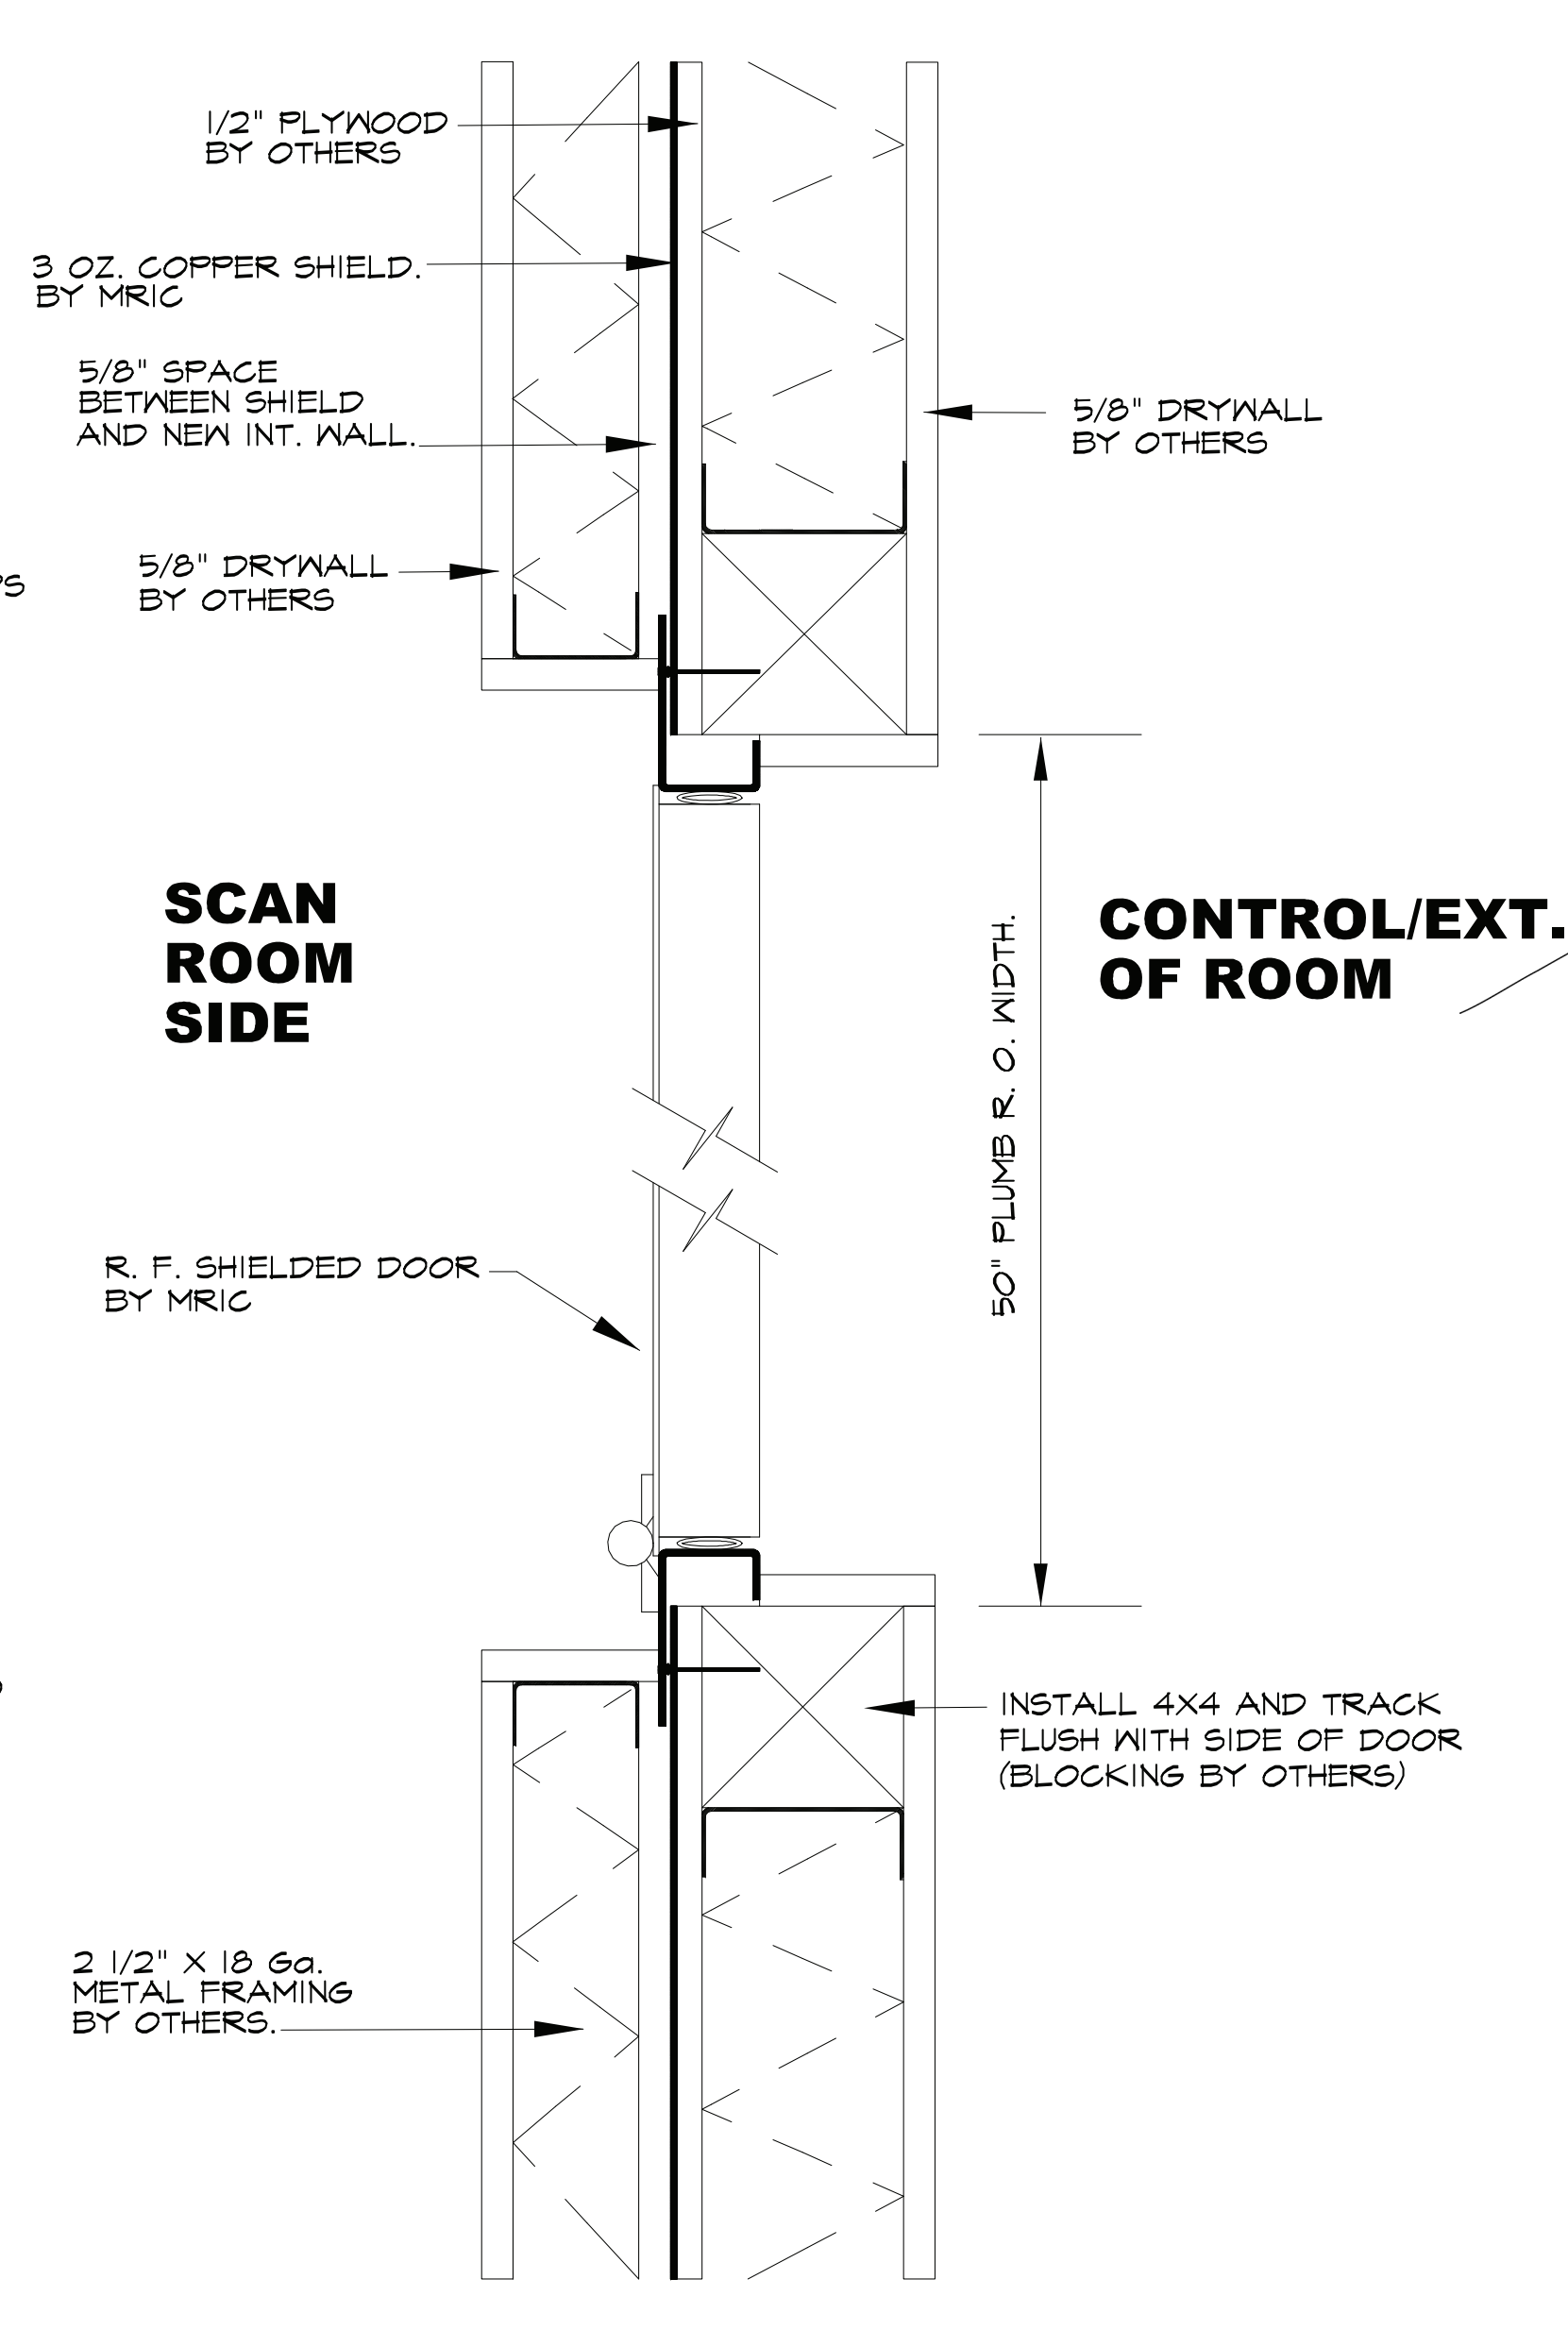 1/2" PLYWOOD
BY OTHERS
3 OZ. COPPER SHIELD.
BY MRIC
5/8" SPACE
BETWEEN SHIELD
AND NEW INT. WALL.
5/8" DRYWALL
BY OTHERS
5/8" DRYWALL
BY OTHERS
SCAN
ROOM
SIDE
CONTROL/EXT.
OF ROOM
50" PLUMB R. O. WIDTH.
R. F. SHIELDED DOOR
BY MRIC
INSTALL 4X4 AND TRACK
FLUSH WITH SIDE OF DOOR
(BLOCKING BY OTHERS)
2 1/2" X 18 Ga.
METAL FRAMING
BY OTHERS.